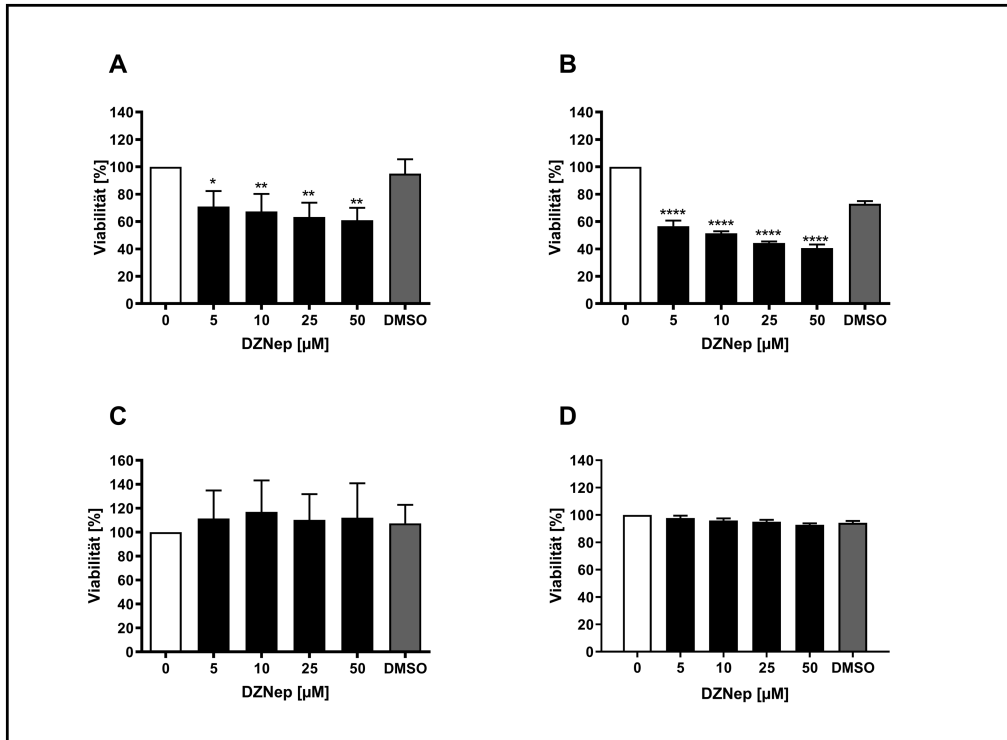 A
Viabilität [%]
140
120
100
80
60
40
20
0
* ** ** **
0 5 10 25 50 DMSO
DZNep [µM]
B
Viabilität [%]
140
120
100
80
60
40
20
0
**** **** **** ****
0 5 10 25 50 DMSO
DZNep [µM]
C
Viabilität [%]
160
140
120
100
80
60
40
20
0
0 5 10 25 50 DMSO
DZNep [µM]
D
Viabilität [%]
140
120
100
80
60
40
20
0
0 5 10 25 50 DMSO
DZNep [µM]